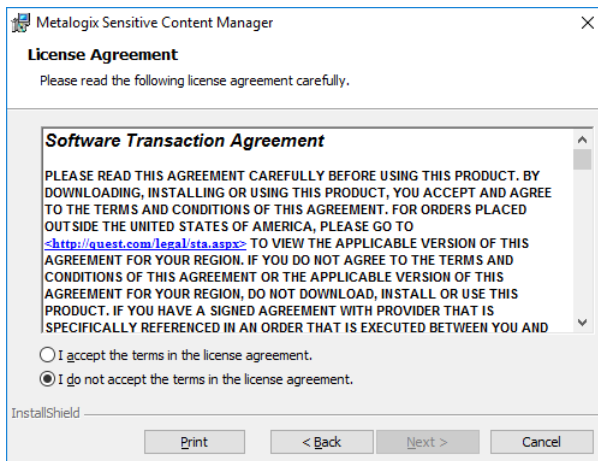 Metalogix Sensitive Content Manager
License Agreement
Please read the following license agreement carefully.
Software Transaction Agreement
PLEASE READ THIS AGREEMENT CAREFULLY BEFORE USING THIS PRODUCT. BY
DOWNLOADING, INSTALLING OR USING THIS PRODUCT, YOU ACCEPT AND AGREE
TO THE TERMS AND CONDITIONS OF THIS AGREEMENT. FOR ORDERS PLACED
OUTSIDE THE UNITED STATES OF AMERICA, PLEASE GO TO
<http://quest.com/legal/sta.aspx> TO VIEW THE APPLICABLE VERSION OF THIS
AGREEMENT FOR YOUR REGION. IF YOU DO NOT AGREE TO THE TERMS AND
CONDITIONS OF THIS AGREEMENT OR THE APPLICABLE VERSION OF THIS
AGREEMENT FOR YOUR REGION, DO NOT DOWNLOAD, INSTALL OR USE THIS
PRODUCT. IF YOU HAVE A SIGNED AGREEMENT WITH PROVIDER THAT IS
SPECIFICALLY REFERENCED IN AN ORDER THAT IS EXECUTED BETWEEN YOU AND
I accept the terms in the license agreement.
I do not accept the terms in the license agreement.
InstallShield
Print
< Back
Next >
Cancel